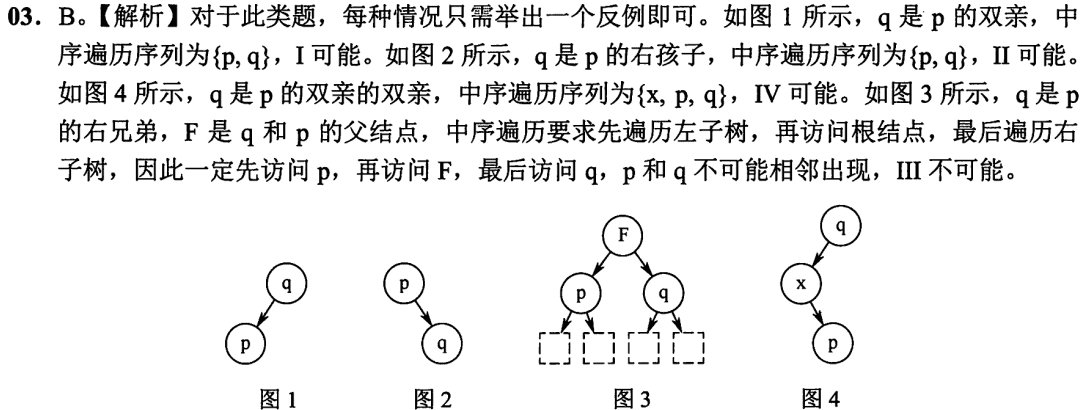 03. B。【解析】对于此类题，每种情况只需举出一个反例即可。如图 1 所示，q 是 p 的双亲，中
序遍历序列为{p, q}，I 可能。如图 2 所示，q 是 p 的右孩子，中序遍历序列为{p, q}，II 可能。
如图 4 所示，q 是 p 的双亲的双亲，中序遍历序列为{x, p, q}，IV 可能。如图 3 所示，q 是 p
的右兄弟，F 是 q 和 p 的父结点，中序遍历要求先遍历左子树，再访问根结点，最后遍历右
子树，因此一定先访问 p，再访问 F，最后访问 q，p 和 q 不可能相邻出现，III 不可能。
q
p
图 1
p
q
图 2
F
p q
图 3
q
x
p
图 4